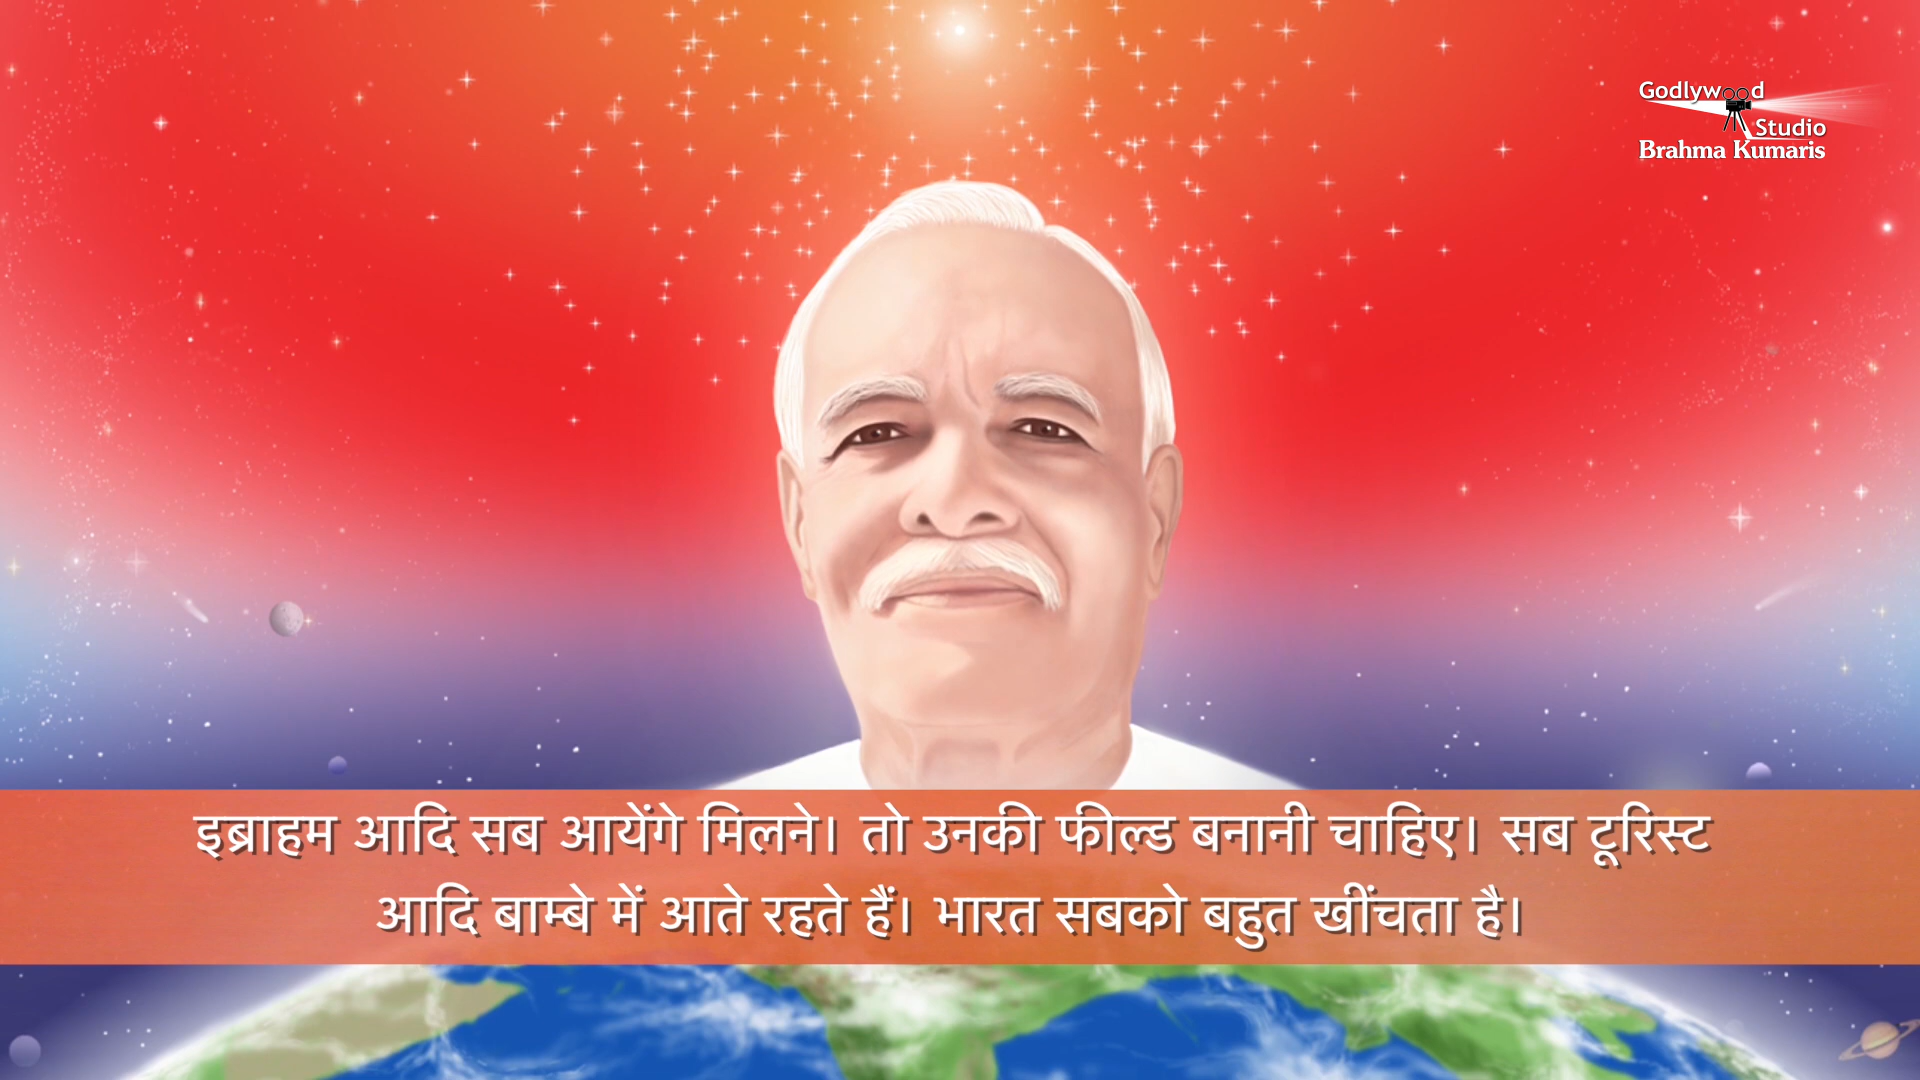 Godlywood
Studio
Brahma Kumaris
इब्राहम आदि सब आयेंगे मिलने। तो उनकी फील्ड बनानी चाहिए। सब टूरिस्ट
आदि बाम्बे में आते रहते हैं। भारत सबको बहुत खींचता है।